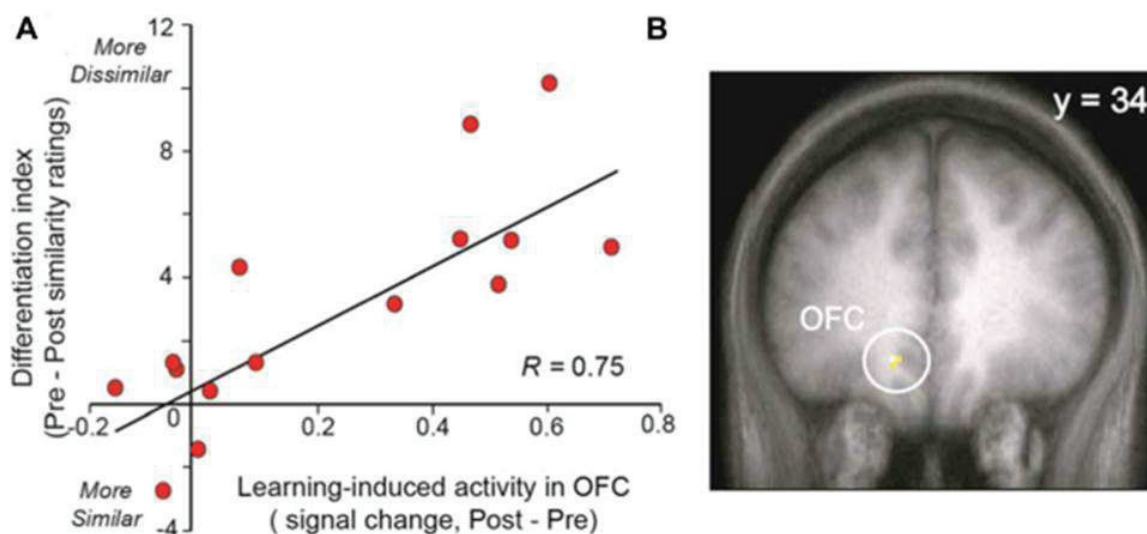 A
B
12
More
Dissimilar
8
4
0
-4
Differentiation index
(Pre - Post similarity ratings)
R = 0.75
-0.2
0.2
0.4
0.6
0.8
More
Similar
Learning-induced activity in OFC
( signal change, Post - Pre)
y = 34
OFC